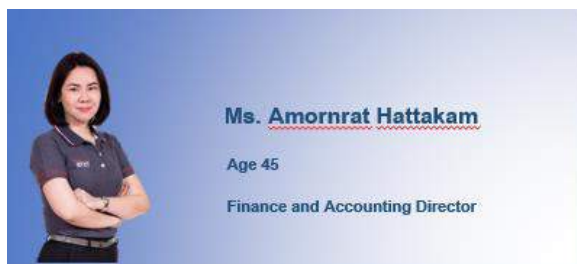 Ms. Amornrat Hattakam
Age 45
Finance and Accounting Director